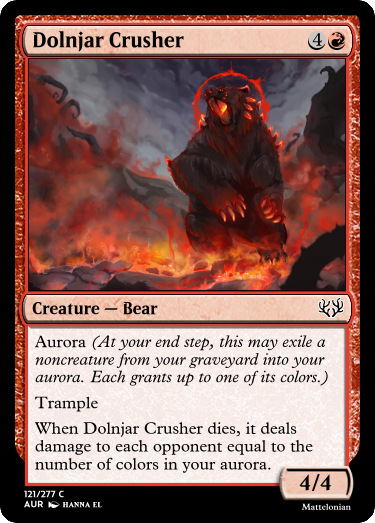 Dolnjar Crusher 4
Creature — Bear
Aurora (At your end step, this may exile a
noncreature from your graveyard into your
aurora. Each grants up to one of its colors.)
Trample
When Dolnjar Crusher dies, it deals
damage to each opponent equal to the
number of colors in your aurora.
4/4
121/277 C
AUR HANNA EL
Mattelonian